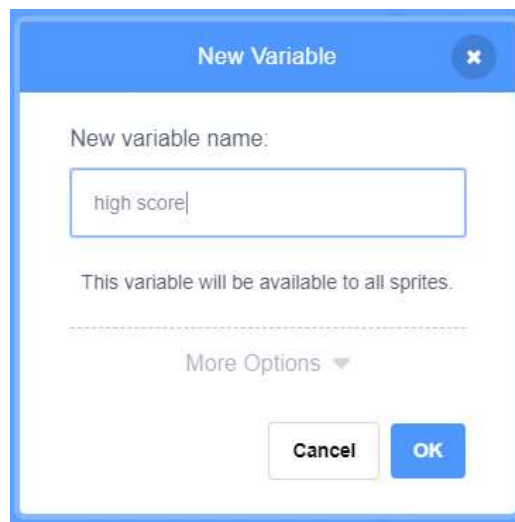 New Variable
New variable name:
high score
This variable will be available to all sprites.
More Options
Cancel OK